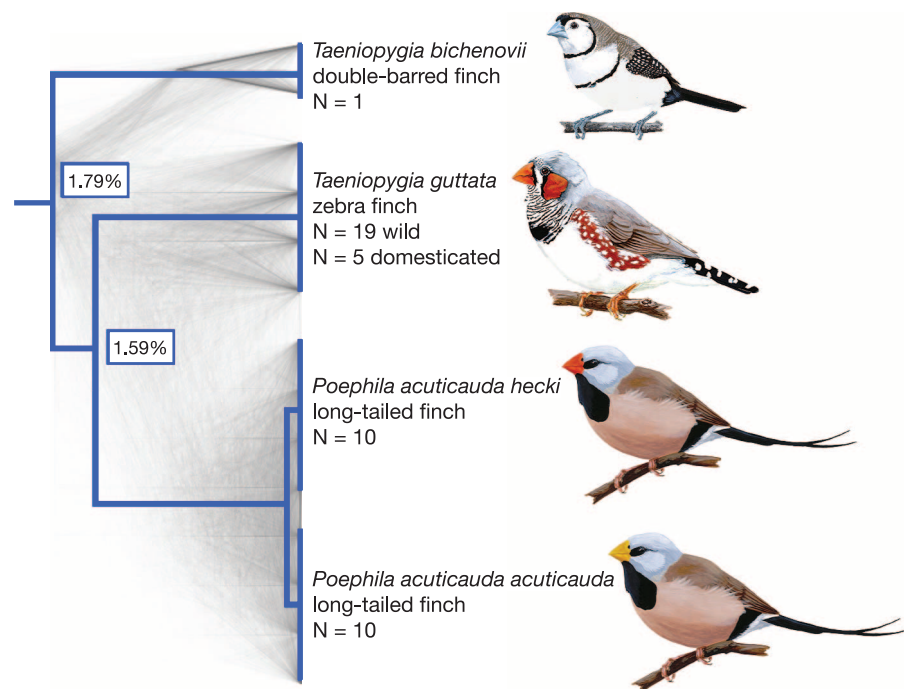 Taeniopygia bichenovii
double-barred finch
N = 1
1.79%
Taeniopygia guttata
zebra finch
N = 19 wild
N = 5 domesticated
1.59%
Poephila acuticauda hecki
long-tailed finch
N = 10
Poephila acuticauda acuticauda
long-tailed finch
N = 10